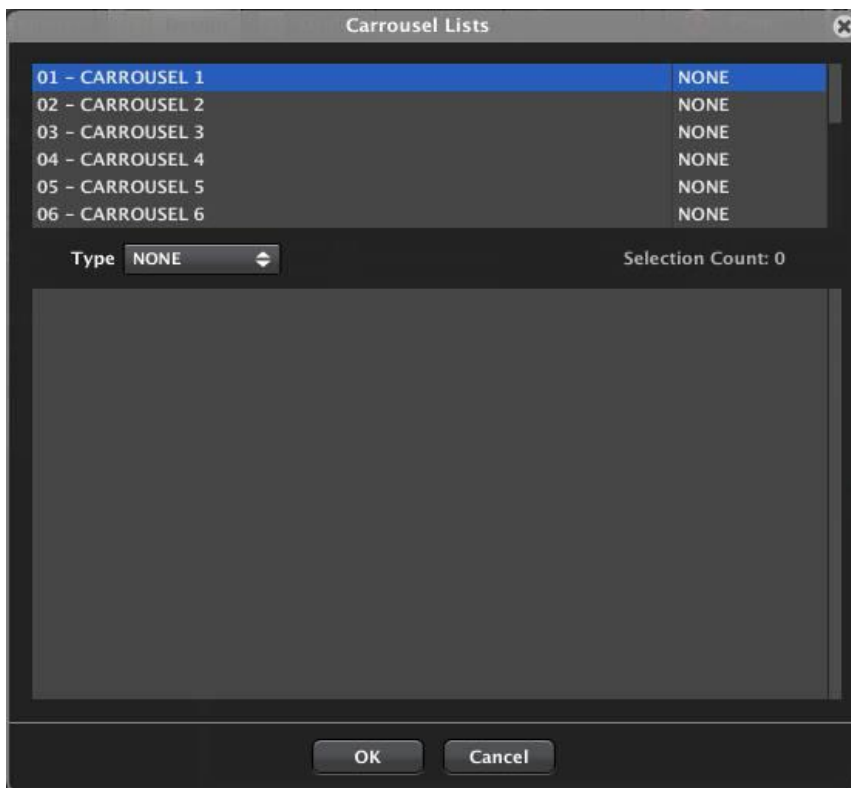 Carrousel Lists
01 – CARROUSEL 1 NONE
02 – CARROUSEL 2 NONE
03 – CARROUSEL 3 NONE
04 – CARROUSEL 4 NONE
05 – CARROUSEL 5 NONE
06 – CARROUSEL 6 NONE
Type NONE Selection Count: 0
OK Cancel